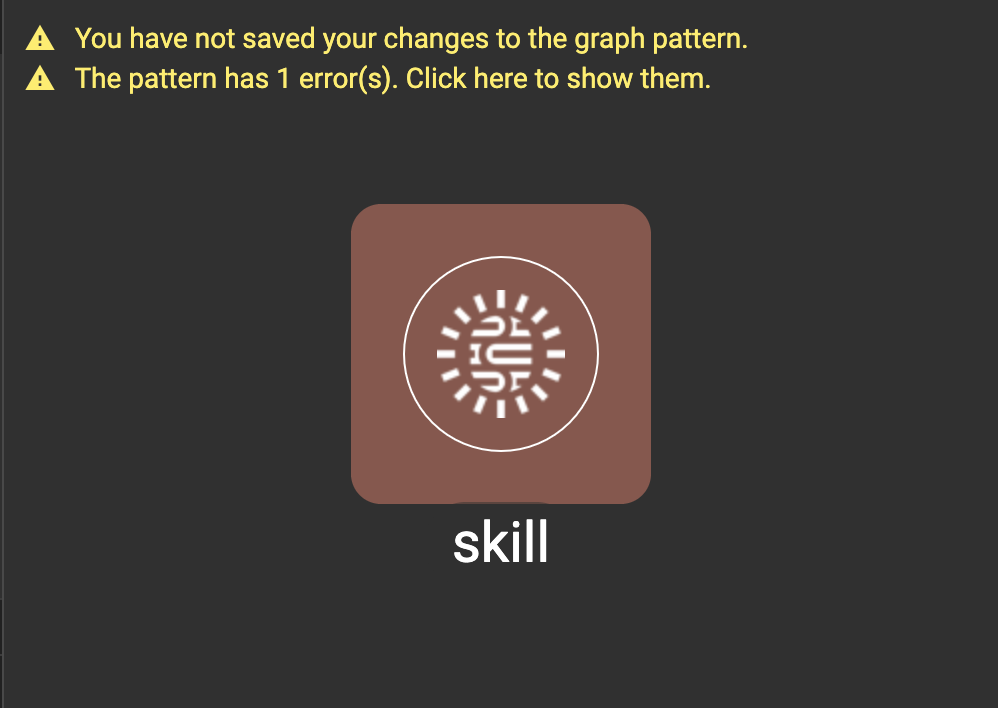 You have not saved your changes to the graph pattern.
The pattern has 1 error(s). Click here to show them.
skill